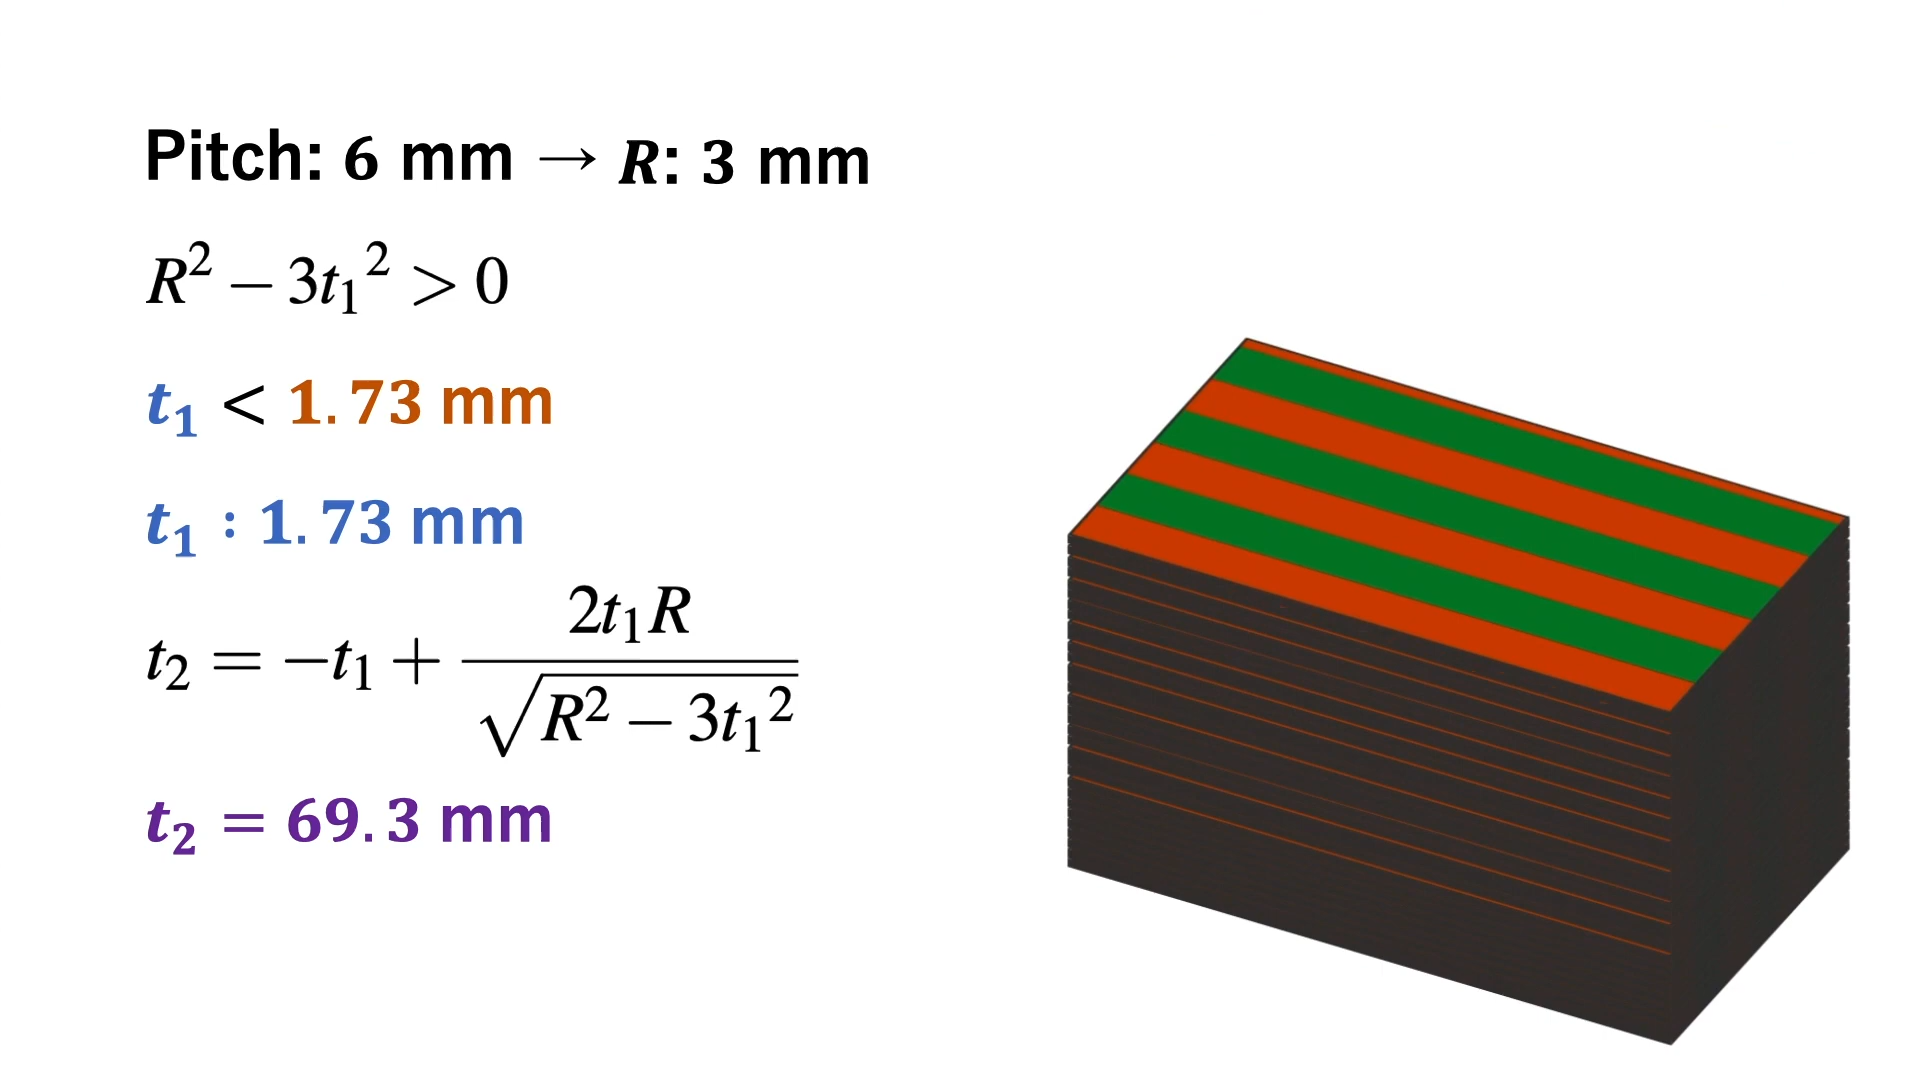 Pitch: 6 mm → R: 3 mm
R² − 3t₁² > 0
t₁ < 1.73 mm
t₁ : 1.73 mm
t₂ = −t₁ + 2t₁R / √(R² − 3t₁²)
t₂ = 69.3 mm